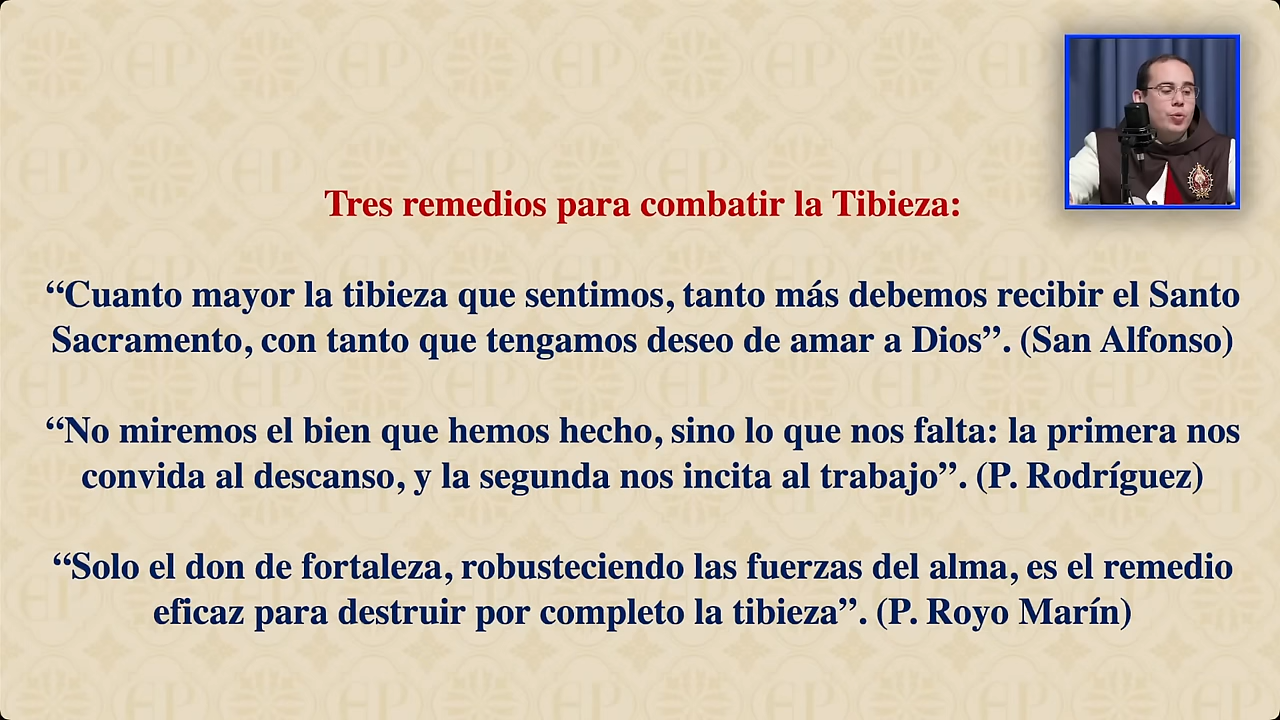 Tres remedios para combatir la Tibieza:
“Cuanto mayor la tibieza que sentimos, tanto más debemos recibir el Santo
Sacramento, con tanto que tengamos deseo de amar a Dios”. (San Alfonso)
“No miremos el bien que hemos hecho, sino lo que nos falta: la primera nos
convida al descanso, y la segunda nos incita al trabajo”. (P. Rodríguez)
“Solo el don de fortaleza, robusteciendo las fuerzas del alma, es el remedio
eficaz para destruir por completo la tibieza”. (P. Royo Marín)